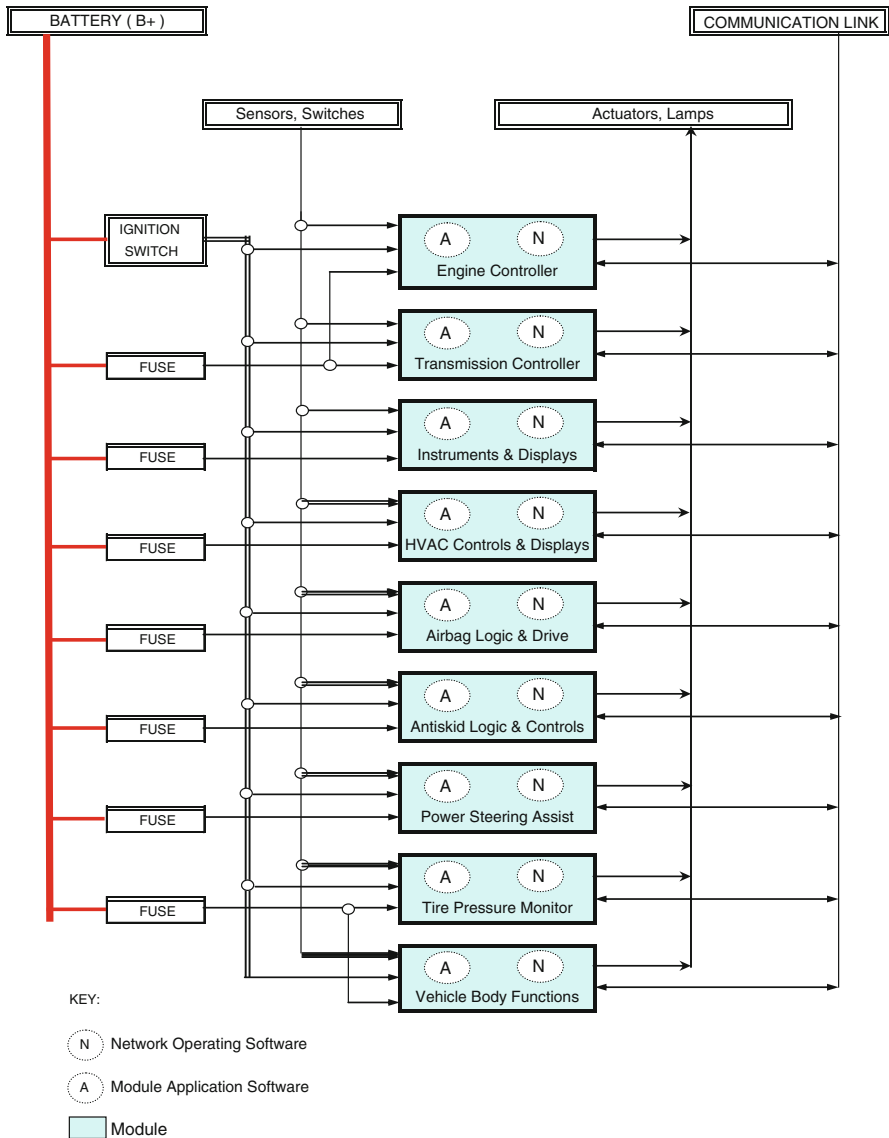 BATTERY ( B+ )
COMMUNICATION LINK
Sensors, Switches
Actuators, Lamps
IGNITION
SWITCH
A
N
Engine Controller
A
N
FUSE
Transmission Controller
A
N
FUSE
Instruments & Displays
A
N
FUSE
HVAC Controls & Displays
A
N
FUSE
Airbag Logic & Drive
A
N
FUSE
Antiskid Logic & Controls
A
N
FUSE
Power Steering Assist
A
N
FUSE
Tire Pressure Monitor
A
N
Vehicle Body Functions
KEY:
N Network Operating Software
A Module Application Software
Module